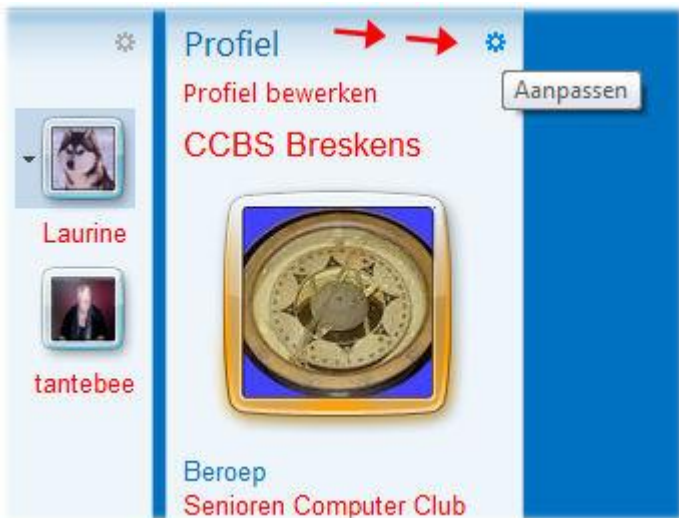 Profiel
Aanpassen
Profiel bewerken
CCBS Breskens
Laurine
tantebee
Beroep
Senioren Computer Club